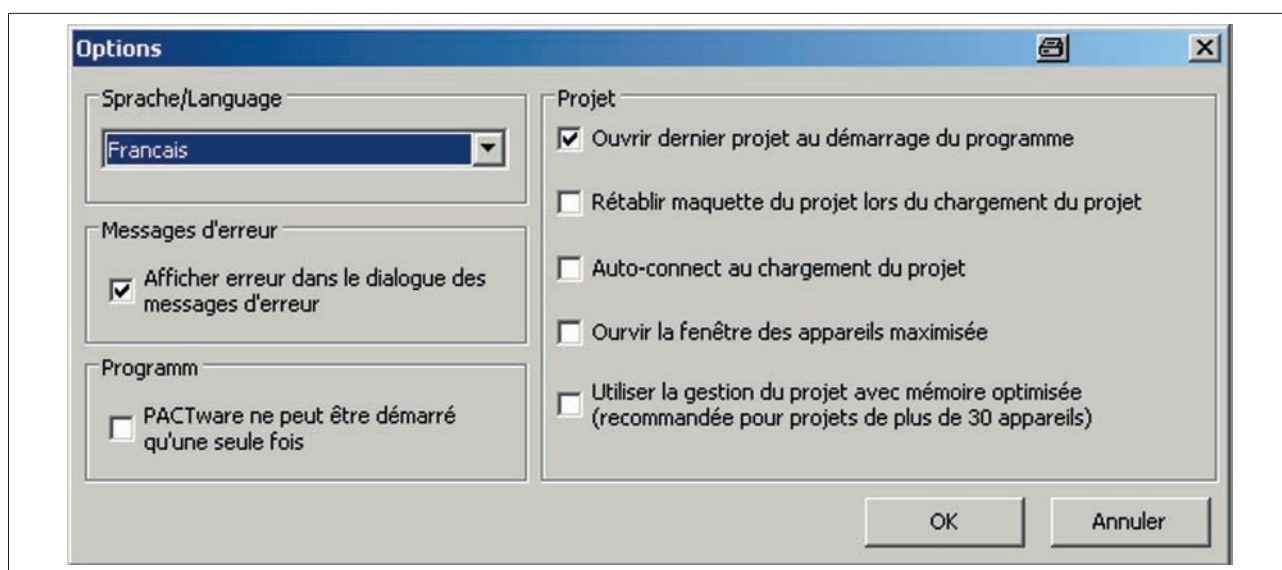 Options
Sprache/Language
Francais
Messages d'erreur
Afficher erreur dans le dialogue des
messages d'erreur
Programm
PACTware ne peut être démarré
qu'une seule fois
Projet
Ouvrir dernier projet au démarrage du programme
Rétablir maquette du projet lors du chargement du projet
Auto-connect au chargement du projet
Ourvir la fenêtre des appareils maximisée
Utiliser la gestion du projet avec mémoire optimisée
(recommandée pour projets de plus de 30 appareils)
OK
Annuler